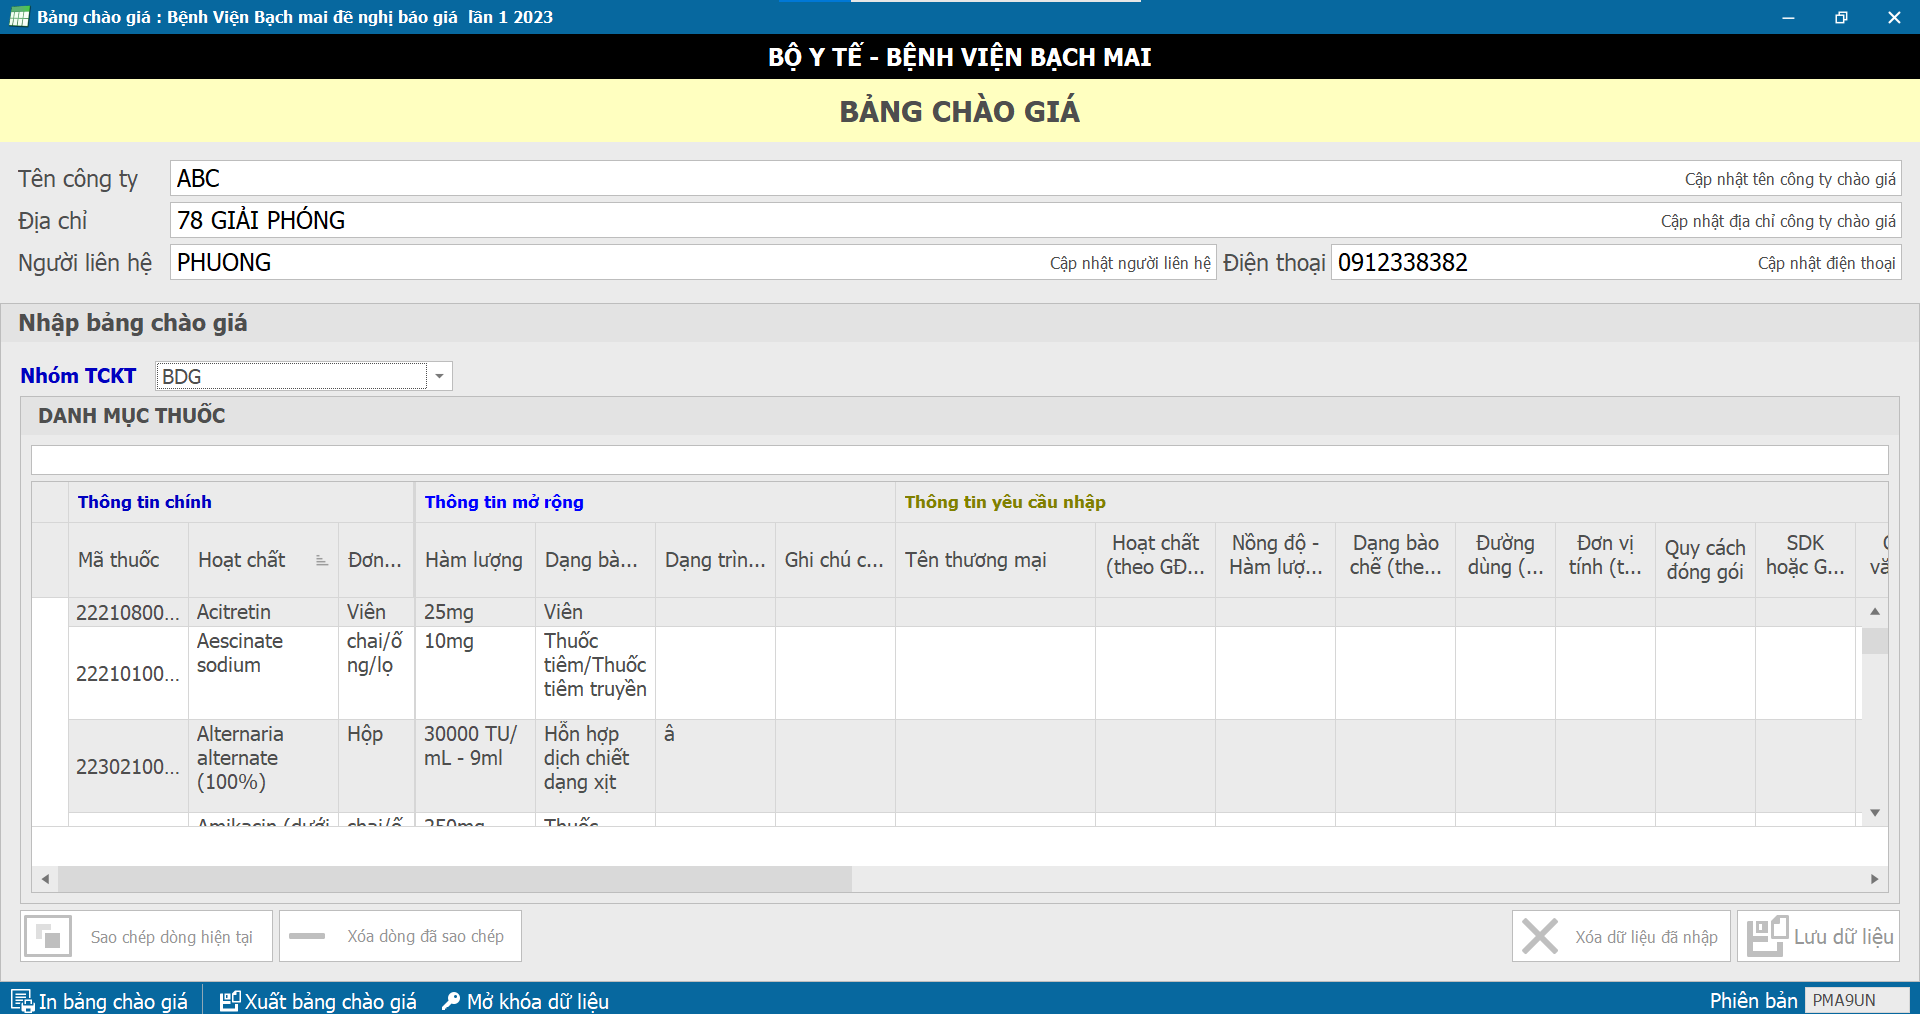 Bảng chào giá : Bệnh Viện Bạch mai đề nghị báo giá lần 1 2023
BỘ Y TẾ - BỆNH VIỆN BẠCH MAI
BẢNG CHÀO GIÁ
Tên công ty ABC Cập nhật tên công ty chào giá
Địa chỉ 78 GIẢI PHÓNG Cập nhật địa chỉ công ty chào giá
Người liên hệ PHUONG Cập nhật người liên hệ Điện thoại 0912338382 Cập nhật điện thoại
Nhập bảng chào giá
Nhóm TCKT BDG
DANH MỤC THUỐC
Thông tin chính Thông tin mở rộng Thông tin yêu cầu nhập
Mã thuốc Hoạt chất Đơn... Hàm lượng Dạng bà... Dạng trìn... Ghi chú c... Tên thương mại
Hoạt chất (theo GĐ...
Nồng độ - Hàm lượ...
Dạng bào chế (the...
Đường dùng (...
Đơn vị tính (t...
Quy cách đóng gói
SDK hoặc G...
22210800... Acitretin Viên 25mg Viên
22210100... Aescinate sodium chai/ống/lọ 10mg Thuốc tiêm/Thuốc tiêm truyền
22302100... Alternaria alternate (100%) Hộp 30000 TU/mL - 9ml Hỗn hợp dịch chiết dạng xịt â
Amikacin (dưới chai/ố 250mg Thuốc
Sao chép dòng hiện tại Xóa dòng đã sao chép Xóa dữ liệu đã nhập Lưu dữ liệu
In bảng chào giá Xuất bảng chào giá Mở khóa dữ liệu Phiên bản PMA9UN